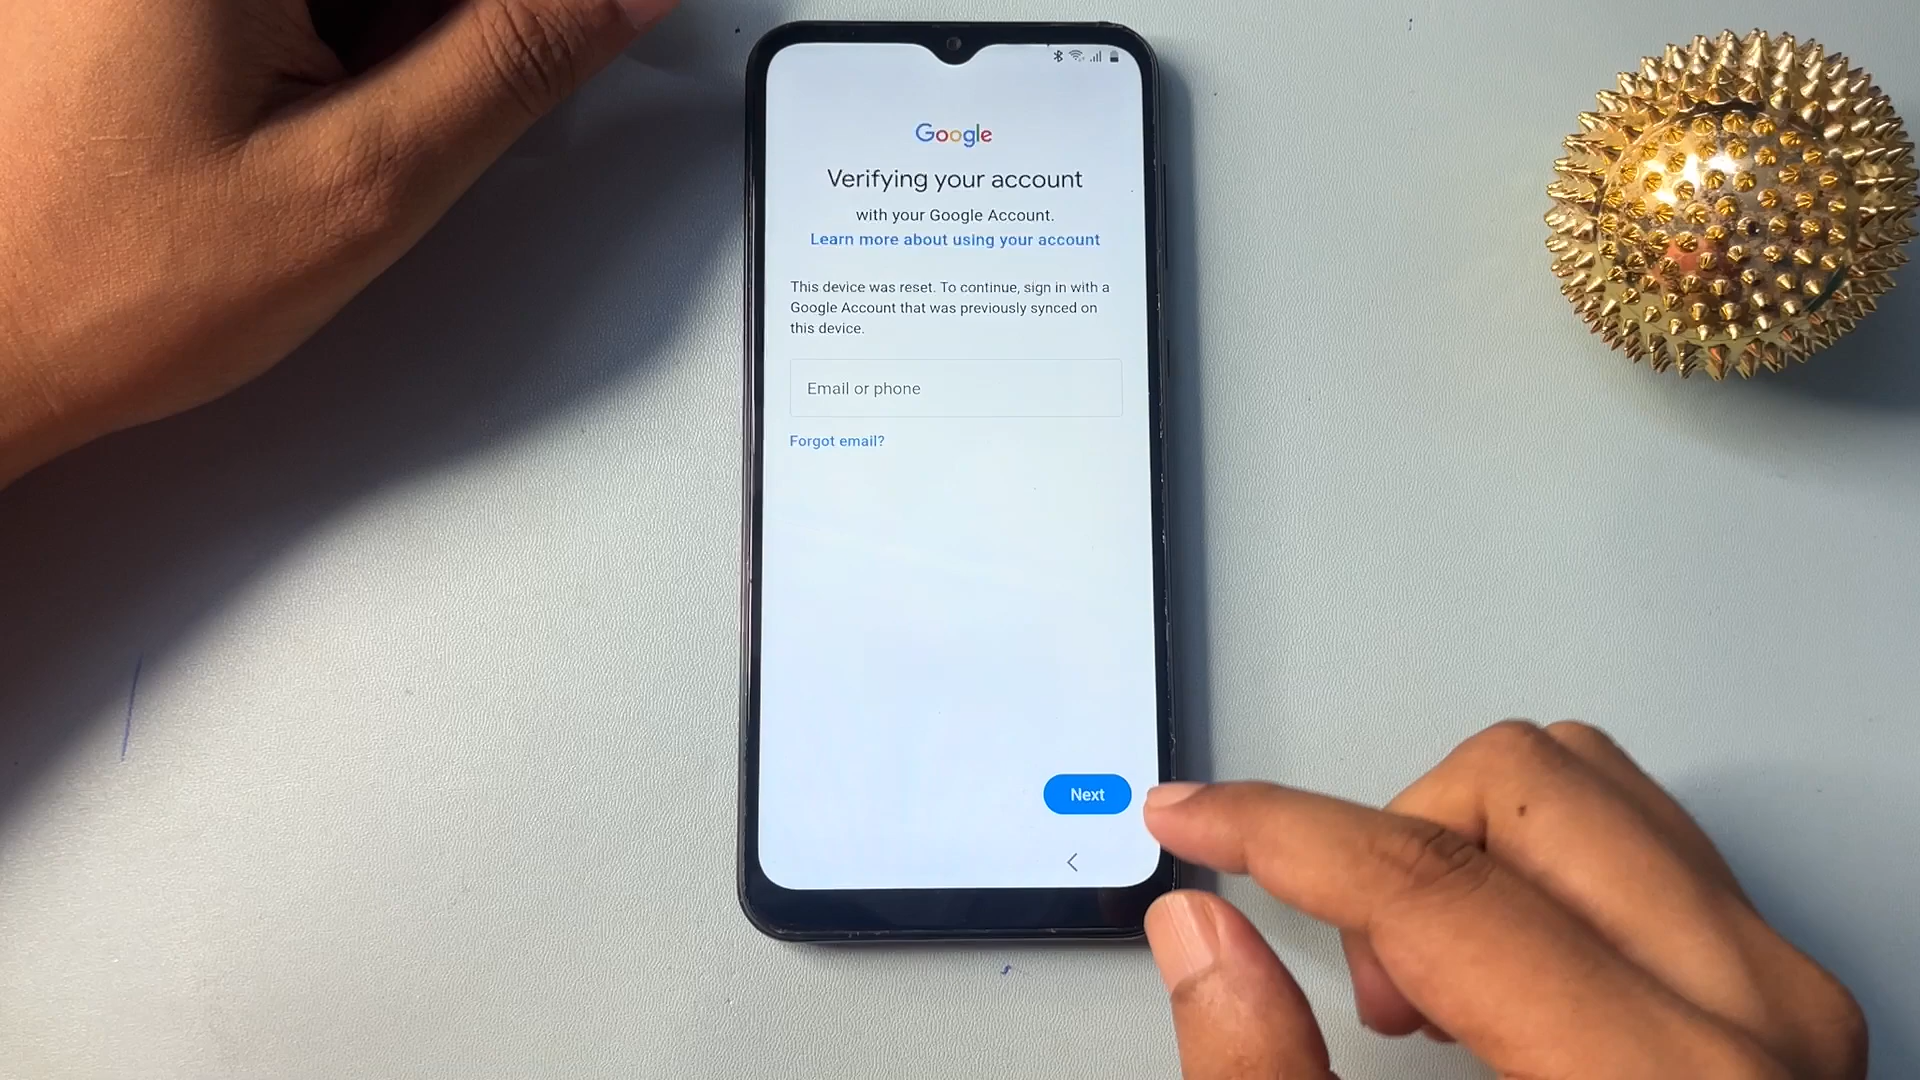 Google
Verifying your account
with your Google Account.
Learn more about using your account
This device was reset. To continue, sign in with a
Google Account that was previously synced on
this device.
Email or phone
Forgot email?
Next